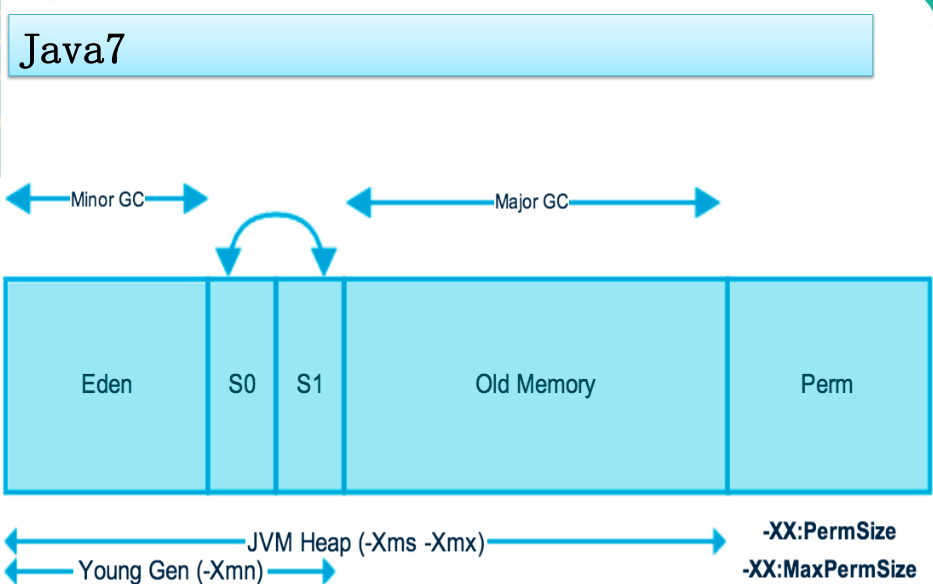 Java7
Minor GC
Major GC
Eden
S0
S1
Old Memory
Perm
JVM Heap (-Xms -Xmx)
-XX:PermSize
Young Gen (-Xmn)
-XX:MaxPermSize